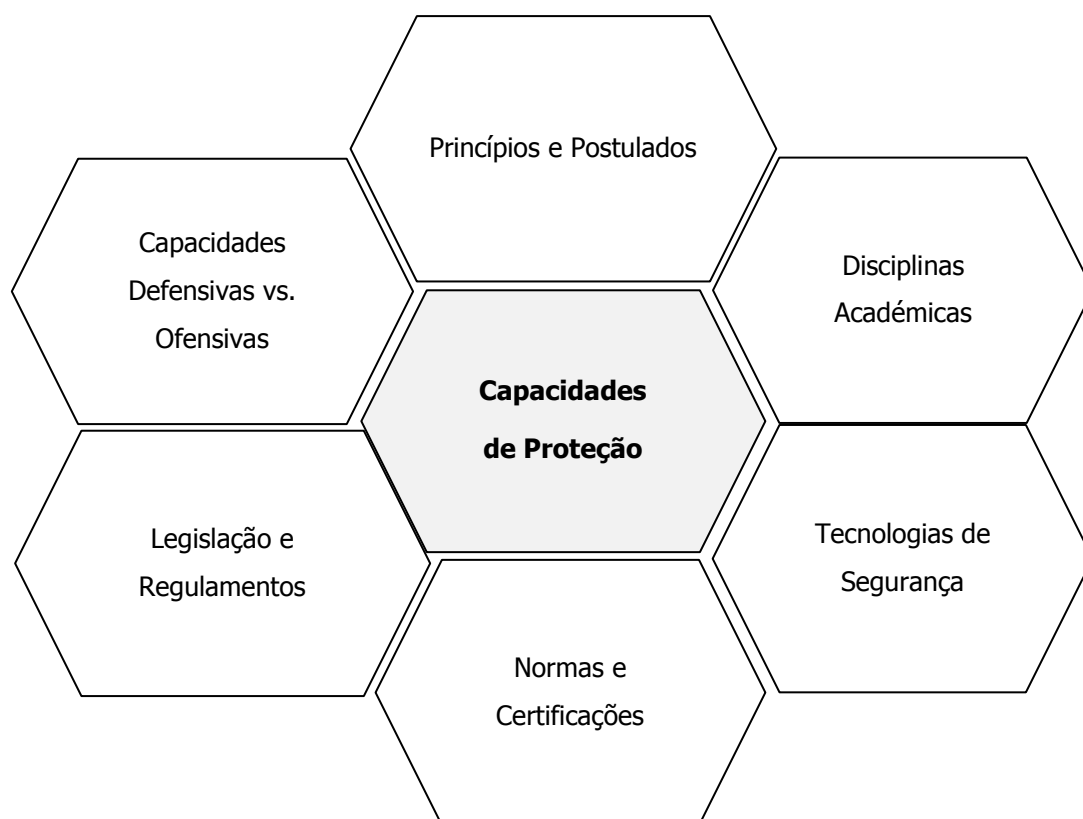 Princípios e Postulados
Capacidades
Defensivas vs.
Ofensivas
Disciplinas
Académicas
Capacidades
de Proteção
Legislação e
Regulamentos
Tecnologias de
Segurança
Normas e
Certificações